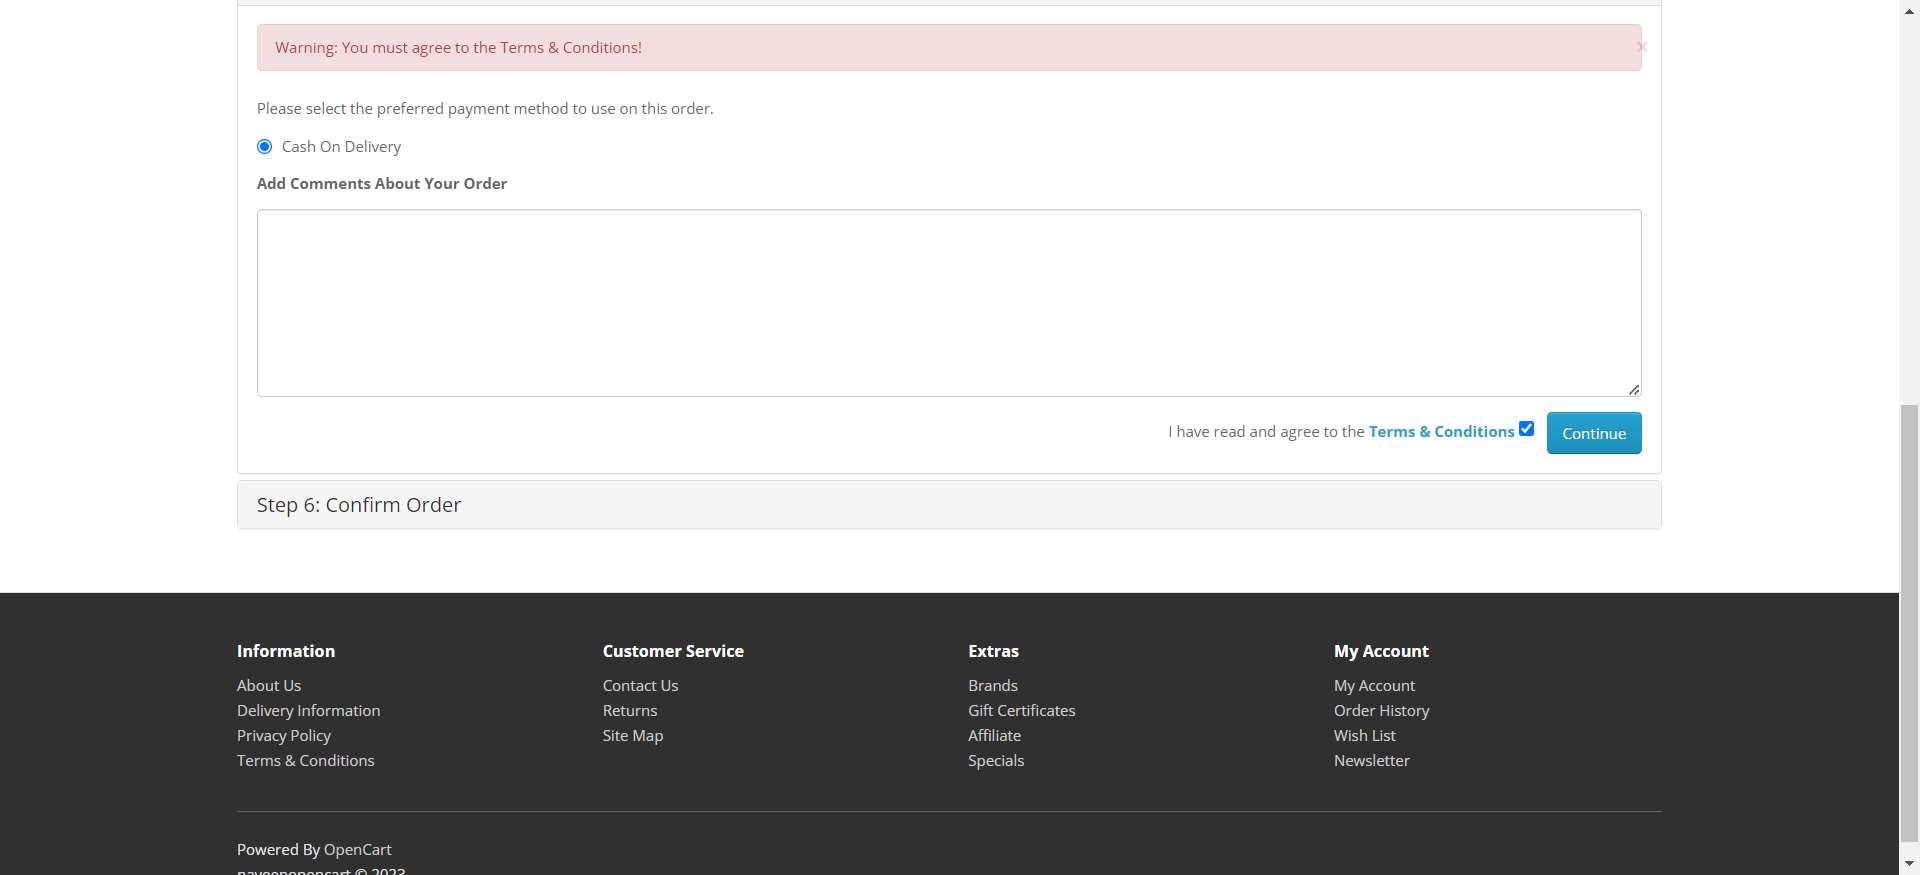 Warning: You must agree to the Terms & Conditions!
×
Please select the preferred payment method to use on this order.
Cash On Delivery
Add Comments About Your Order
I have read and agree to the Terms & Conditions
Continue
Step 6: Confirm Order
Information
About Us
Delivery Information
Privacy Policy
Terms & Conditions
Customer Service
Contact Us
Returns
Site Map
Extras
Brands
Gift Certificates
Affiliate
Specials
My Account
My Account
Order History
Wish List
Newsletter
Powered By OpenCart
naveenopencart © 2023